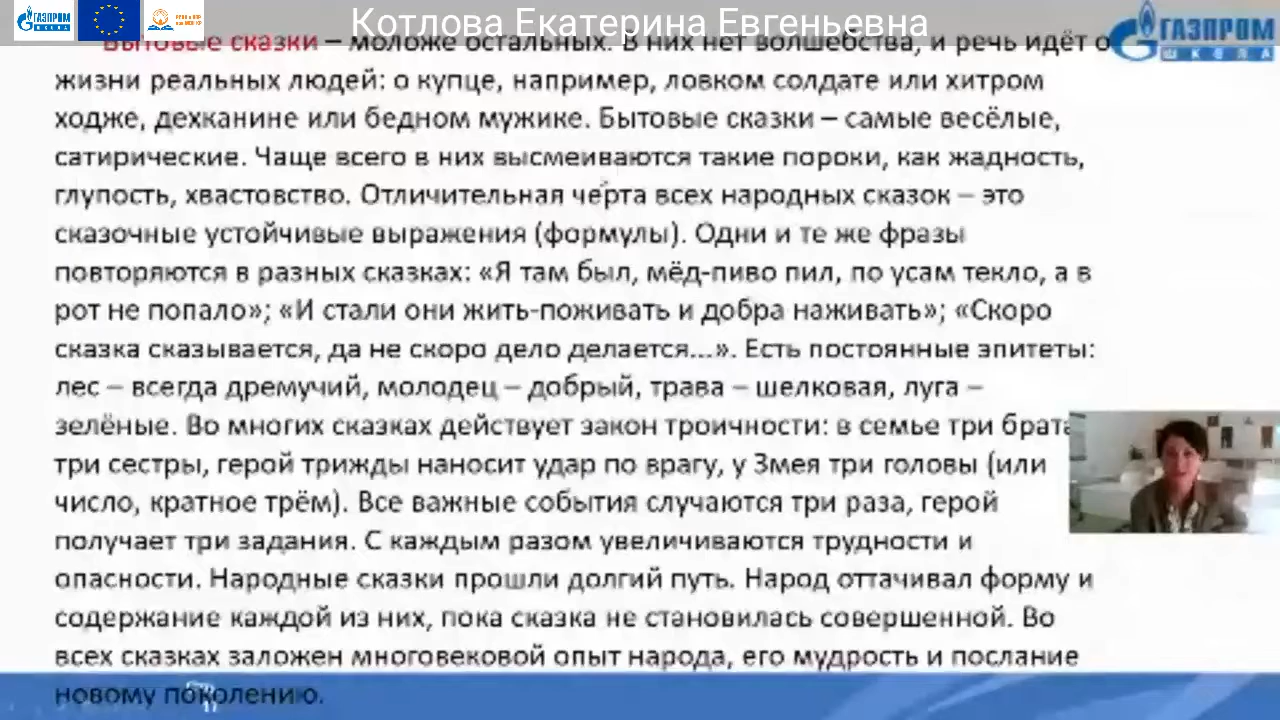 Котлова Екатерина Евгеньевна
ГАЗПРОМ
ШКОЛА
ГАЗПРОМ
ШКОЛА
Бытовые сказки – моложе остальных. В них нет волшебства, и речь идёт о
жизни реальных людей: о купце, например, ловком солдате или хитром
ходже, дехканине или бедном мужике. Бытовые сказки – самые весёлые,
сатирические. Чаще всего в них высмеиваются такие пороки, как жадность,
глупость, хвастовство. Отличительная черта всех народных сказок – это
сказочные устойчивые выражения (формулы). Одни и те же фразы
повторяются в разных сказках: «Я там был, мёд-пиво пил, по усам текло, а в
рот не попало»; «И стали они жить-поживать и добра наживать»; «Скоро
сказка сказывается, да не скоро дело делается...». Есть постоянные эпитеты:
лес – всегда дремучий, молодец – добрый, трава – шелковая, луга –
зелёные. Во многих сказках действует закон троичности: в семье три брата
три сестры, герой трижды наносит удар по врагу, у Змея три головы (или
число, кратное трём). Все важные события случаются три раза, герой
получает три задания. С каждым разом увеличиваются трудности и
опасности. Народные сказки прошли долгий путь. Народ оттачивал форму и
содержание каждой из них, пока сказка не становилась совершенной. Во
всех сказках заложен многовековой опыт народа, его мудрость и послание
новому поколению.